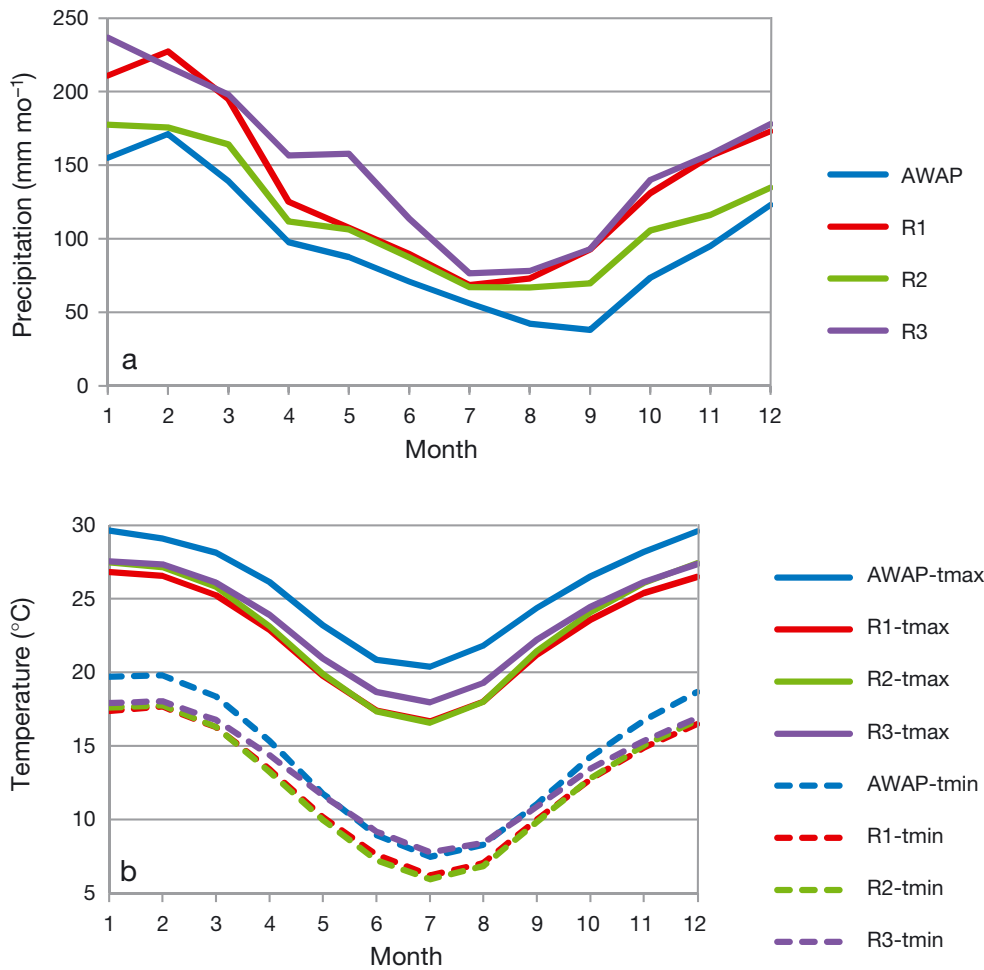 250
200
150
100
50
0
Precipitation (mm mo⁻¹)
a
1 2 3 4 5 6 7 8 9 10 11 12
Month
AWAP
R1
R2
R3
30
25
20
15
10
5
Temperature (°C)
b
1 2 3 4 5 6 7 8 9 10 11 12
Month
AWAP-tmax
R1-tmax
R2-tmax
R3-tmax
AWAP-tmin
R1-tmin
R2-tmin
R3-tmin